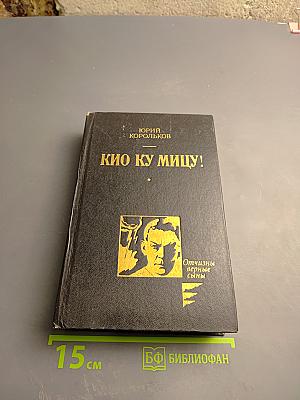 ЮРИЙ
КОРОЛЬКОВ
КИО КУ МИЦУ!
Отчизны
верные
сыны
15 см
БФ БИБЛИОФАН